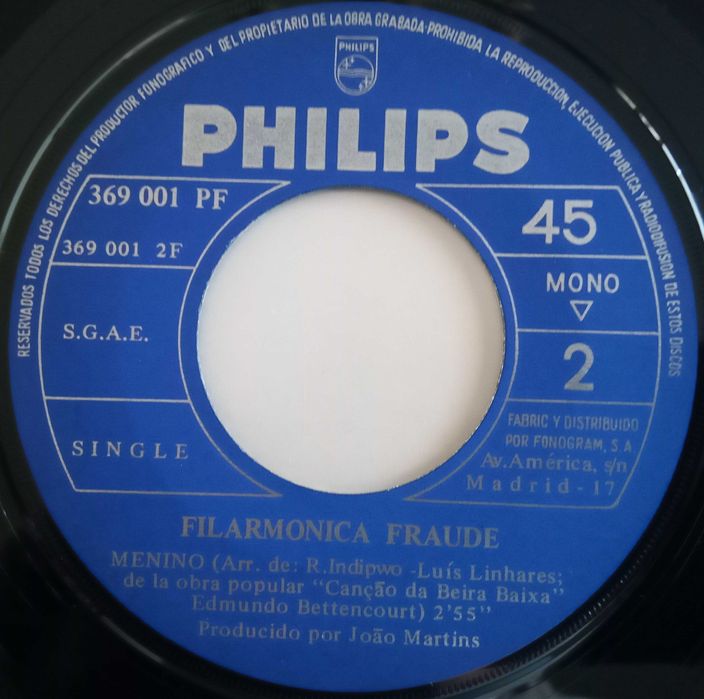 RESERVADOS TODOS LOS DERECHOS DEL PRODUCTOR FONOGRAFICO Y DEL PROPIETARIO DE LA OBRA GRABADA·PROHIBIDA LA REPRODUCCION, EJECUCION PUBLICA Y RADIODIFUSION DE ESTOS DISCOS
PHILIPS
PHILIPS
369 001 PF
369 001 2F
S.G.A.E.
SINGLE
45
MONO
2
FABRIC Y DISTRIBUIDO
POR FONOGRAM, S A
Av. América, s/n
Madrid-17
FILARMONICA FRAUDE
MENINO (Arr. de: R.Indipwo -Luís Linhares;
de la obra popular "Canção da Beira Baixa"
Edmundo Bettencourt) 2'55"
Producido por João Martins